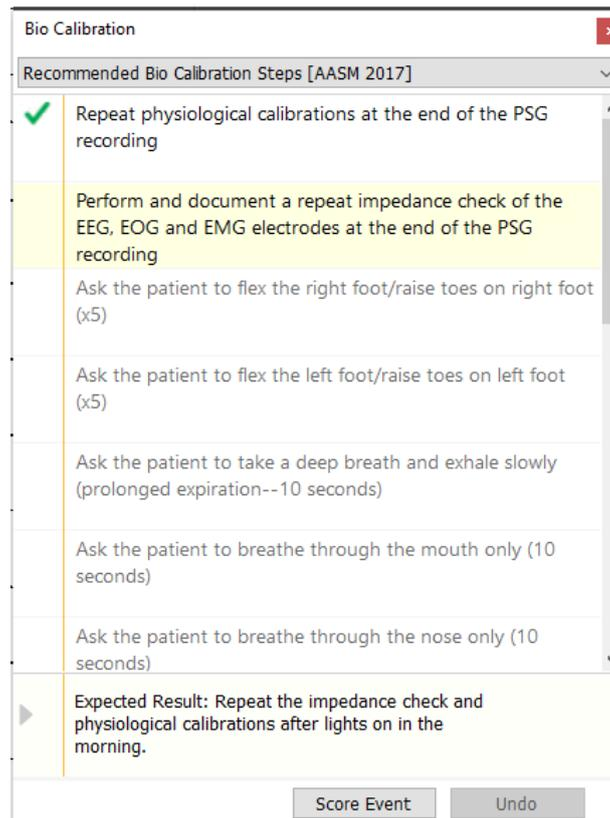 Bio Calibration
Recommended Bio Calibration Steps [AASM 2017]
Repeat physiological calibrations at the end of the PSG
recording
Perform and document a repeat impedance check of the
EEG, EOG and EMG electrodes at the end of the PSG
recording
Ask the patient to flex the right foot/raise toes on right foot
(x5)
Ask the patient to flex the left foot/raise toes on left foot
(x5)
Ask the patient to take a deep breath and exhale slowly
(prolonged expiration--10 seconds)
Ask the patient to breathe through the mouth only (10
seconds)
Ask the patient to breathe through the nose only (10
seconds)
Expected Result: Repeat the impedance check and
physiological calibrations after lights on in the
morning.
Score Event
Undo